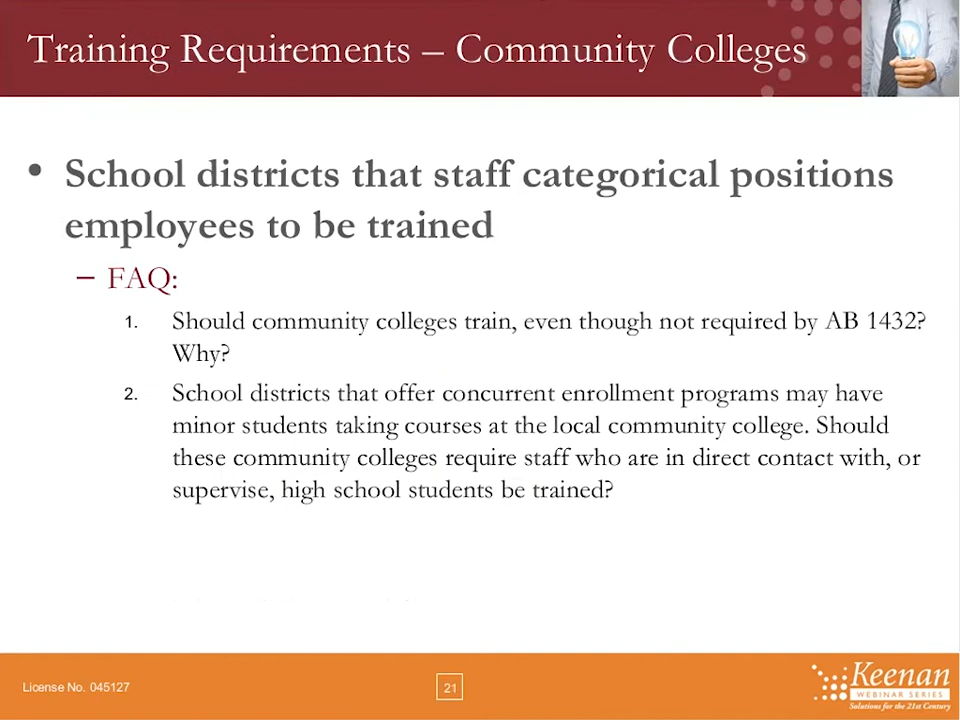 Training Requirements – Community Colleges
• School districts that staff categorical positions
employees to be trained
– FAQ:
1. Should community colleges train, even though not required by AB 1432?
Why?
2. School districts that offer concurrent enrollment programs may have
minor students taking courses at the local community college. Should
these community colleges require staff who are in direct contact with, or
supervise, high school students be trained?
License No. 045127
21
Keenan
WEBINAR SERIES
Solutions for the 21st Century